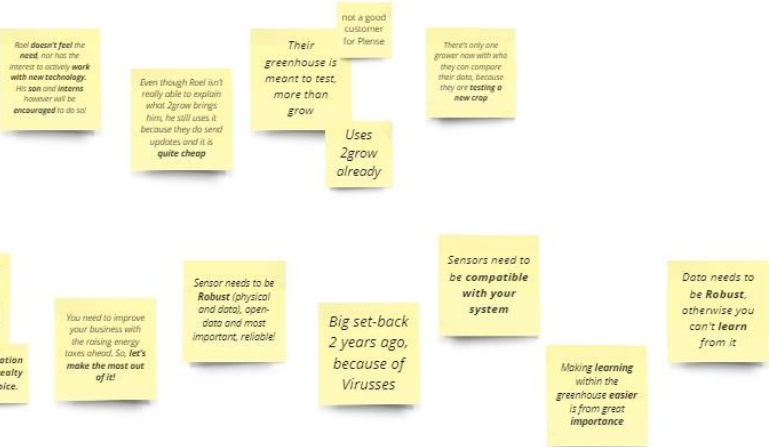 Roel doesn't feel the
need, nor has the
interest to actively work
with new technology.
His son and interns
however will be
encouraged to do so!
Even though Roel isn't
really able to explain
what 2grow brings
him, he still uses it
because they do send
updates and it is
quite cheap
Their
greenhouse is
meant to test,
more than
grow
not a good
customer
for Plense
Uses
2grow
already
There's only one
grower now with who
they can compare
their data, because
they are testing a
new crop
You need to improve
your business with
the raising energy
taxes ahead. So, let's
make the most out
of it!
Sensor needs to be
Robust (physical
and data), open-
data and most
important, reliable!
Big set-back
2 years ago,
because of
Virusses
Sensors need to
be compatible
with your
system
Making learning
within the
greenhouse easier
is from great
importance
Data needs to
be Robust,
otherwise you
can't learn
from it